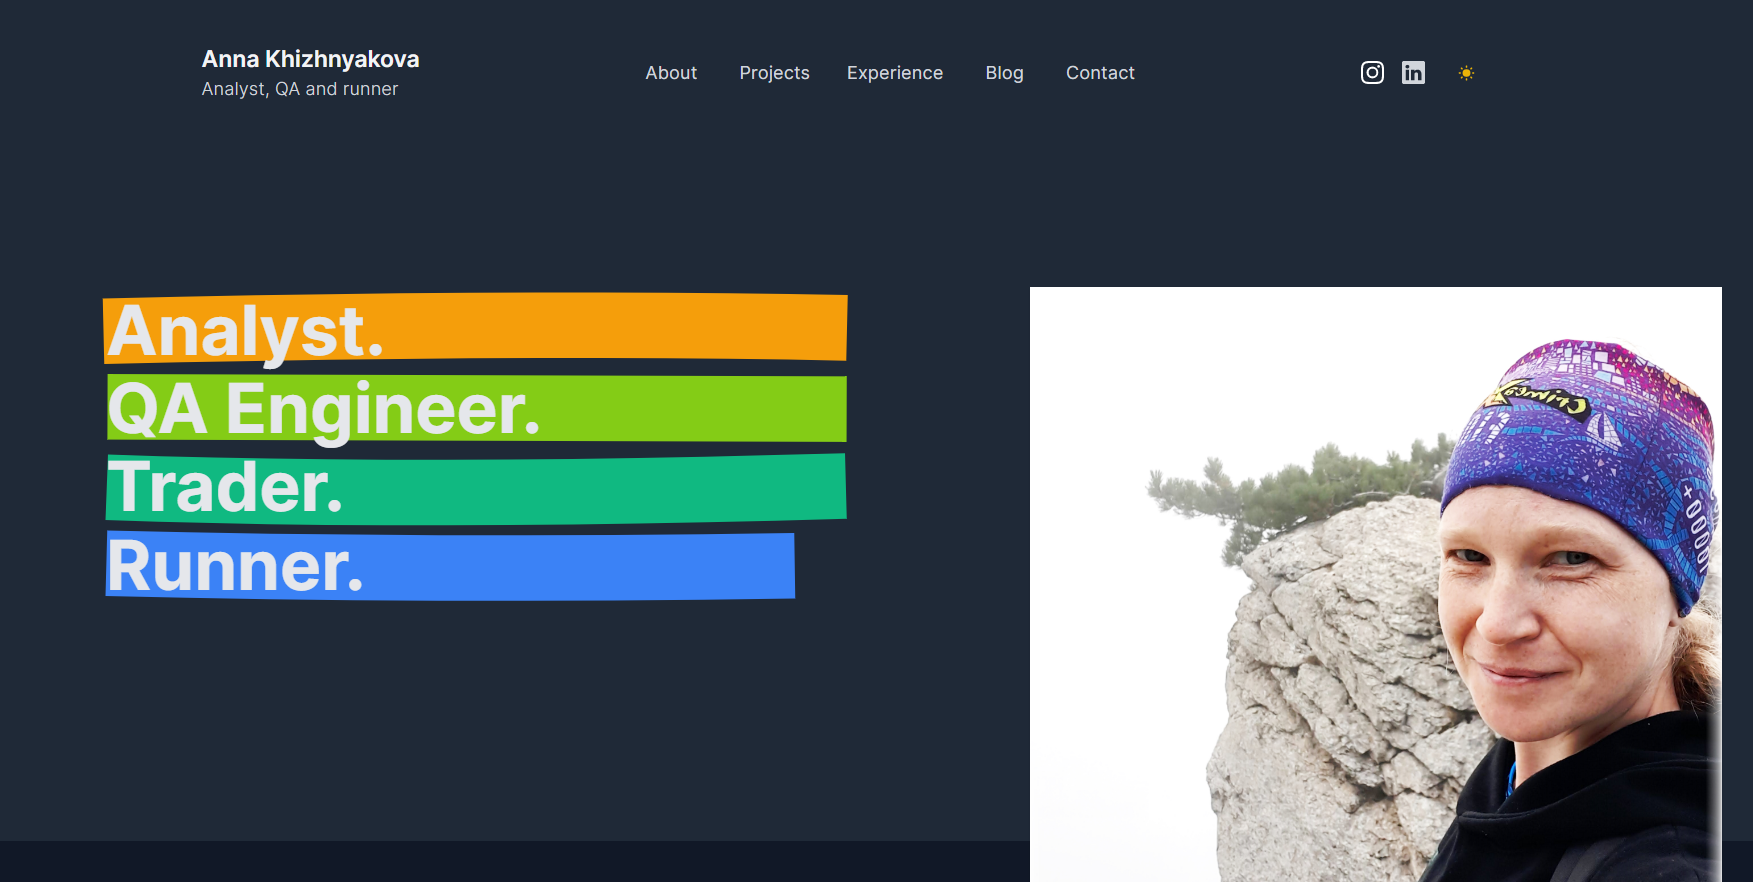 Anna Khizhnyakova
Analyst, QA and runner
About Projects Experience Blog Contact
Analyst.
QA Engineer.
Trader.
Runner.